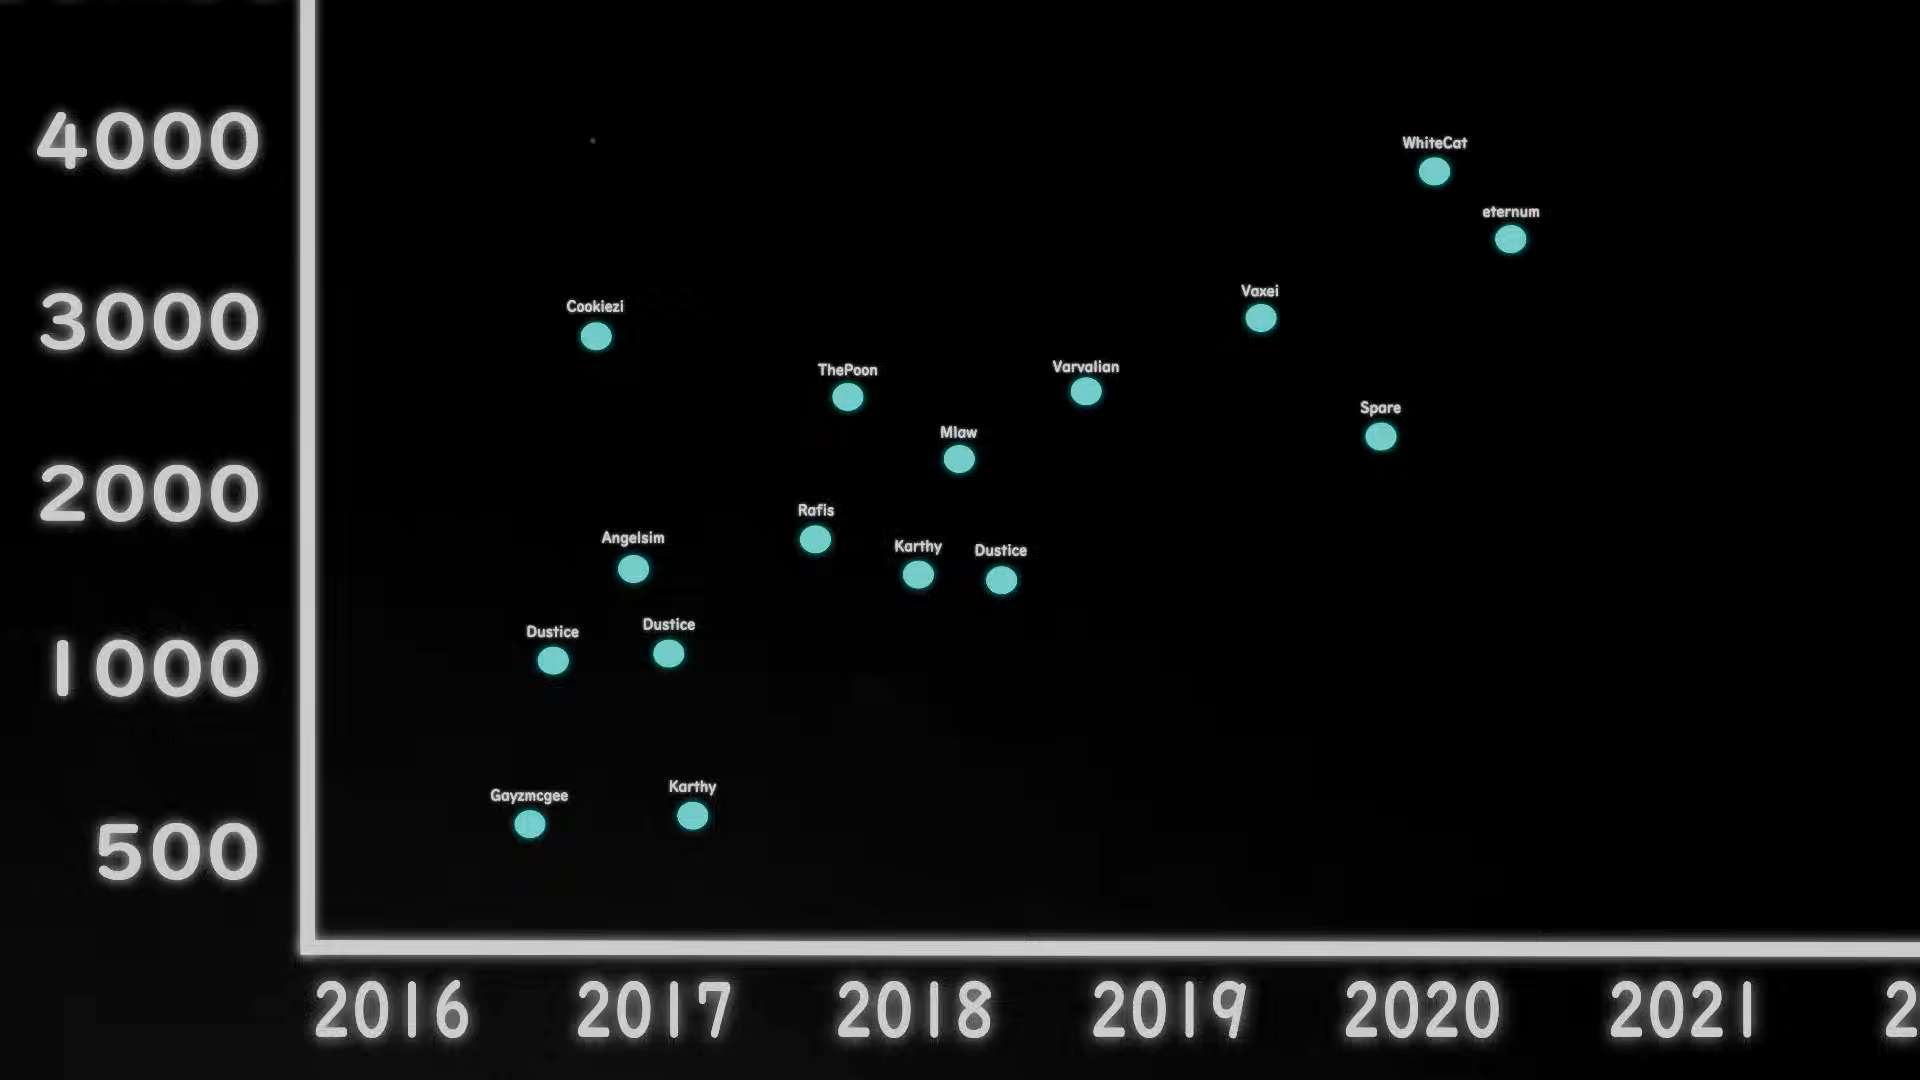 4000
WhiteCat
eternum
Vaxei
3000
Cookiezi
ThePoon
Varvalian
Spare
Mlaw
2000
Rafis
Angelsim
Karthy
Dustice
Dustice
Dustice
1000
Karthy
Gayzmcgee
500
2016 2017 2018 2019 2020 2021 2